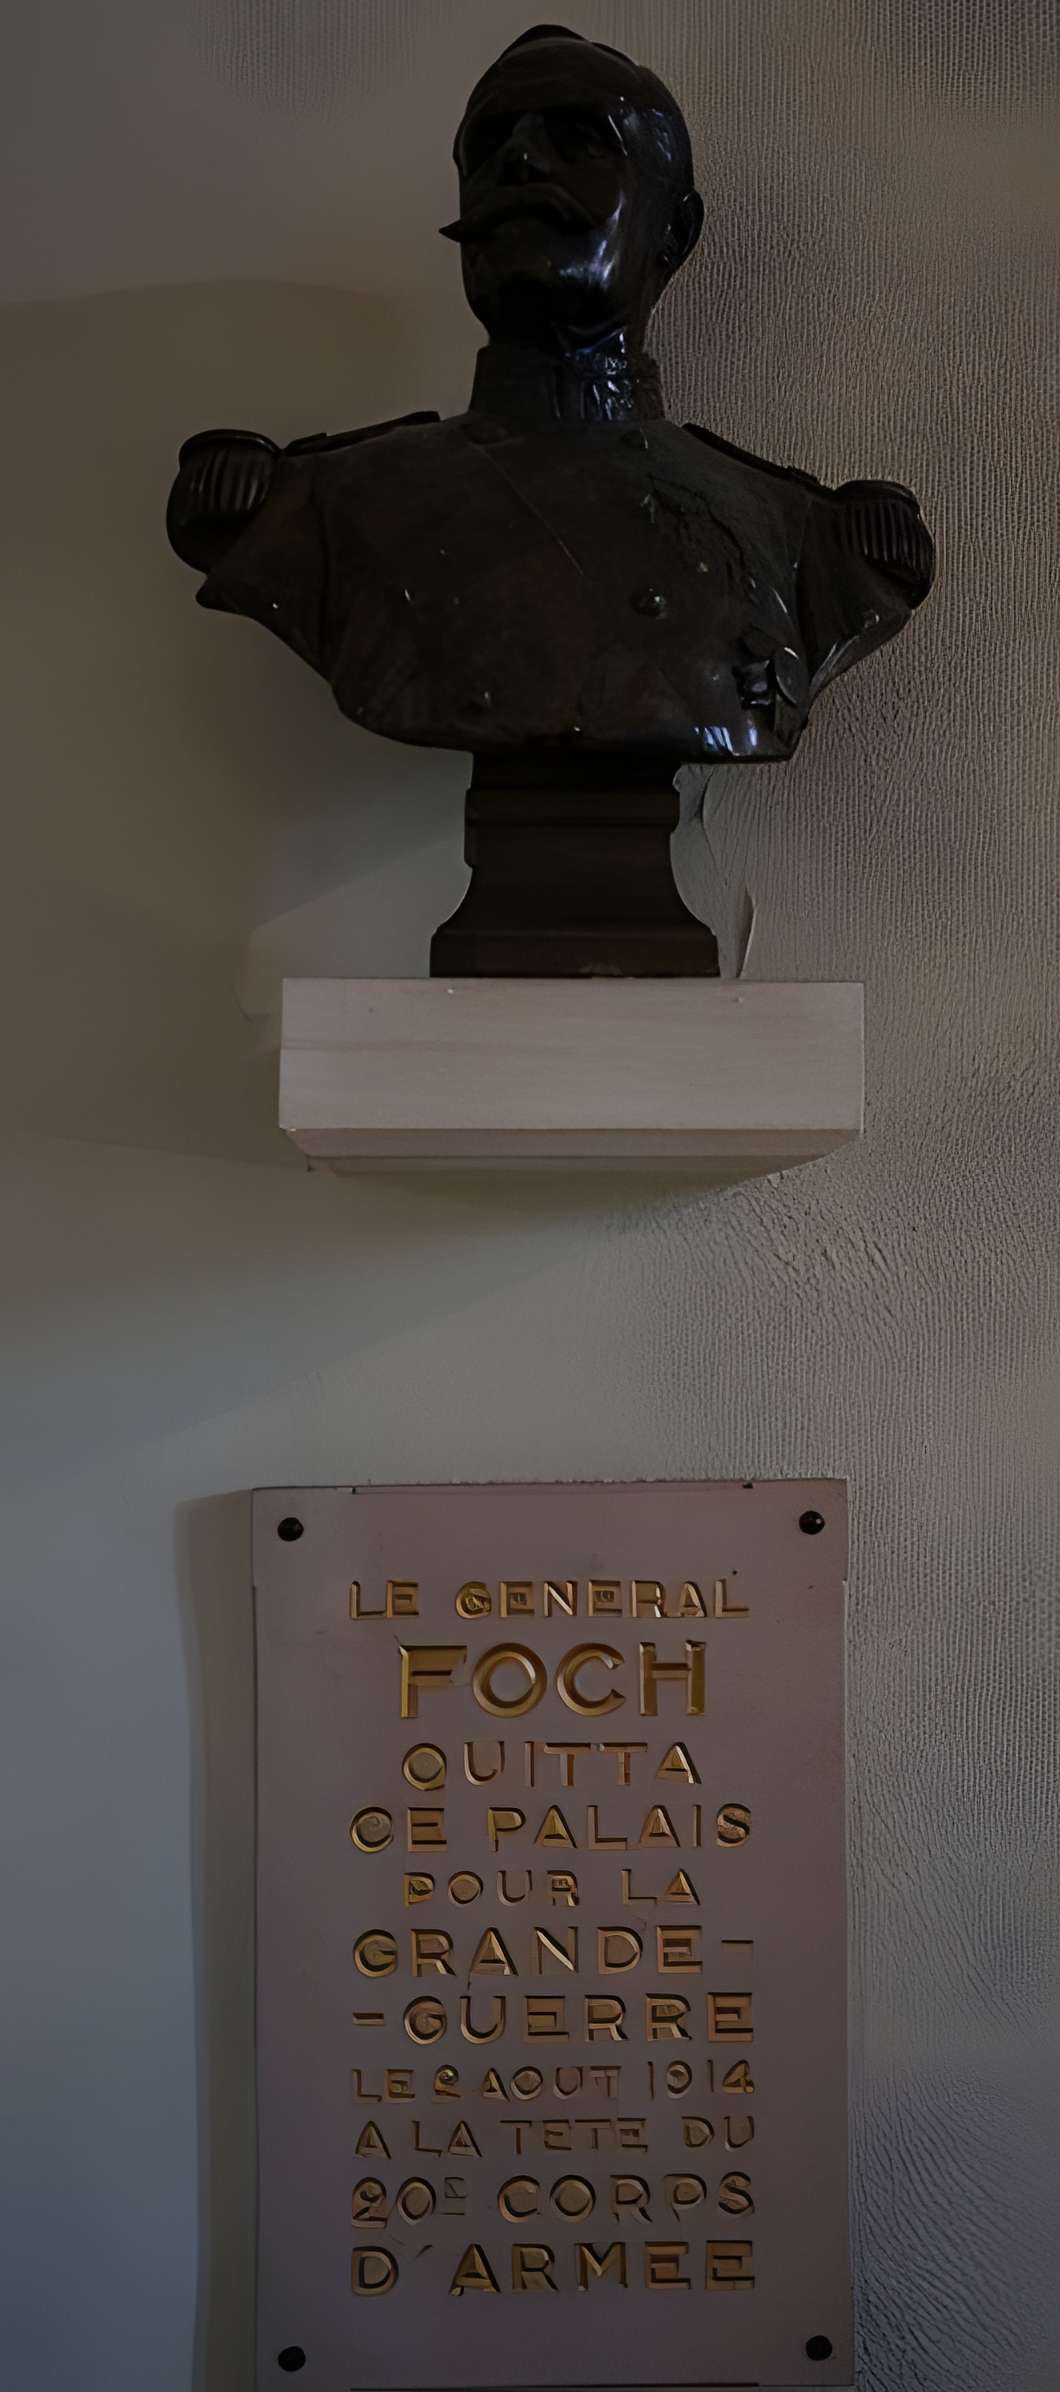 LE GENERAL
FOCH
QUITTA
CE PALAIS
POUR LA
GRANDE-
-GUERRE
LE 2 AOUT 1914
A LA TETE DU
20E CORPS
D'ARMEE